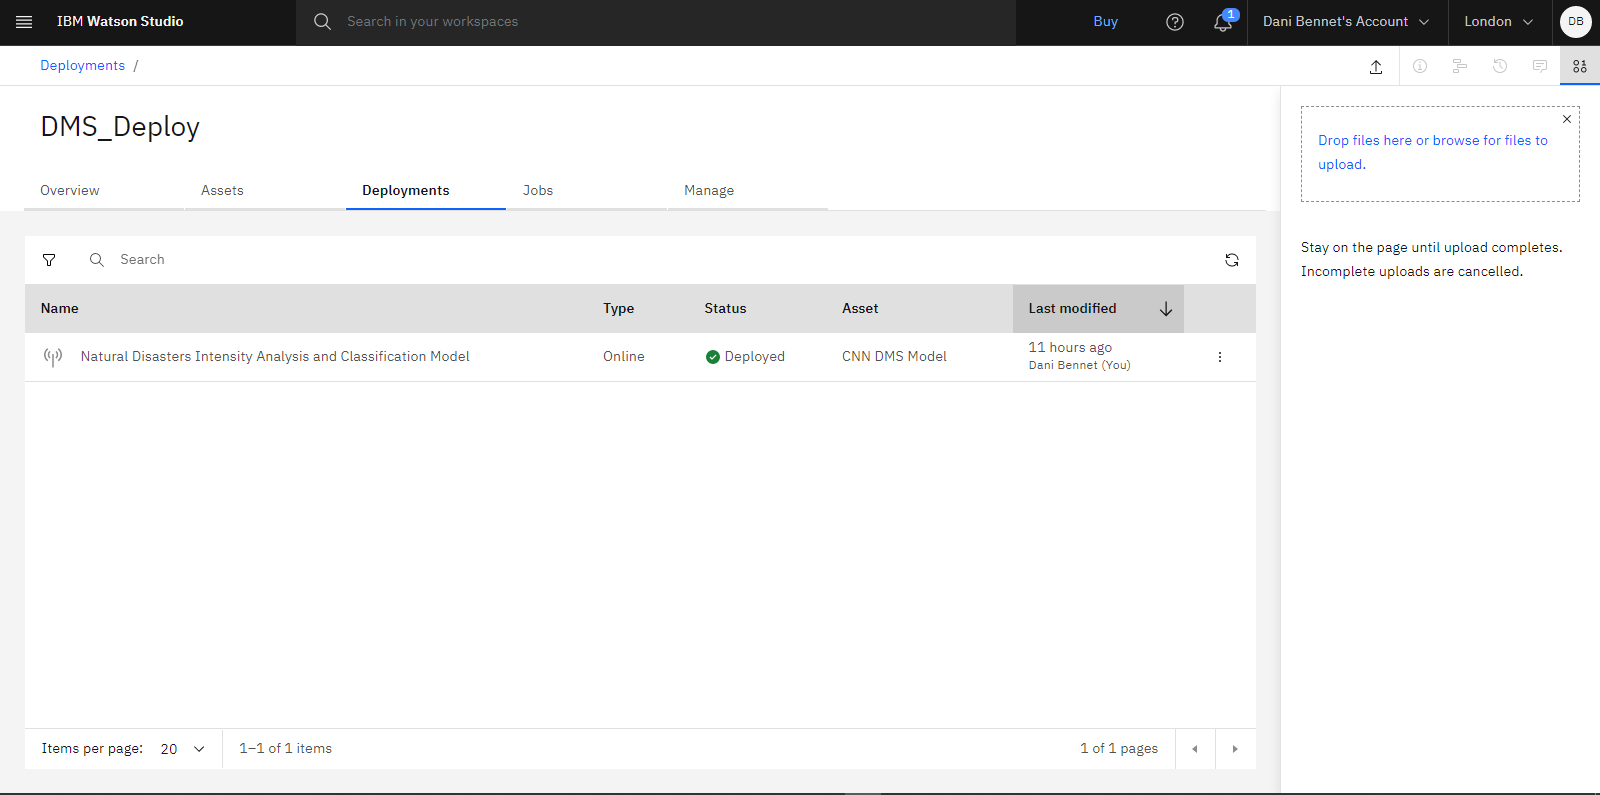 IBM Watson Studio
Search in your workspaces
Buy
1
Dani Bennet's Account
London
DB
Deployments /
DMS_Deploy
Overview
Assets
Deployments
Jobs
Manage
Search
Name Type Status Asset Last modified
Natural Disasters Intensity Analysis and Classification Model Online Deployed CNN DMS Model 11 hours ago
Dani Bennet (You)
Items per page: 20 1–1 of 1 items 1 of 1 pages
Drop files here or browse for files to
upload.
Stay on the page until upload completes.
Incomplete uploads are cancelled.